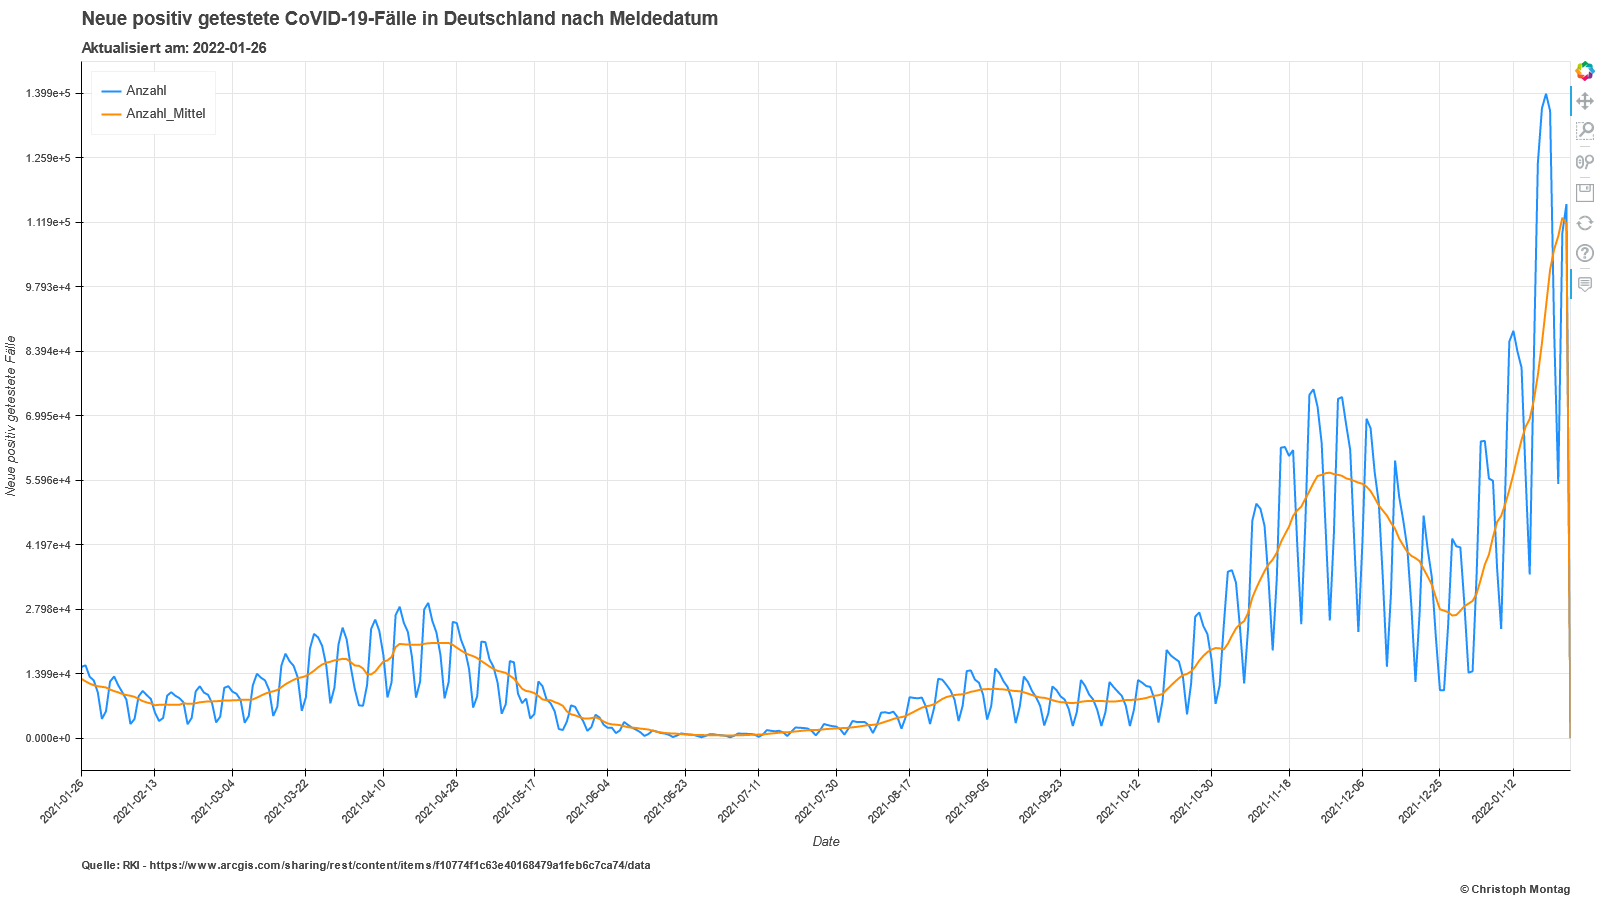 Neue positiv getestete CoVID-19-Fälle in Deutschland nach Meldedatum
Aktualisiert am: 2022-01-26
Anzahl
Anzahl_Mittel
1.399e+5
1.259e+5
1.119e+5
9.793e+4
8.394e+4
6.995e+4
5.596e+4
4.197e+4
2.798e+4
1.399e+4
0.000e+0
Neue positiv getestete Fälle
2021-01-26
2021-02-13
2021-03-04
2021-03-22
2021-04-10
2021-04-28
2021-05-17
2021-06-04
2021-06-23
2021-07-11
2021-07-30
2021-08-17
2021-09-05
2021-09-23
2021-10-12
2021-10-30
2021-11-18
2021-12-06
2021-12-25
2022-01-12
Date
Quelle: RKI - https://www.arcgis.com/sharing/rest/content/items/f10774f1c63e40168479a1feb6c7ca74/data
© Christoph Montag